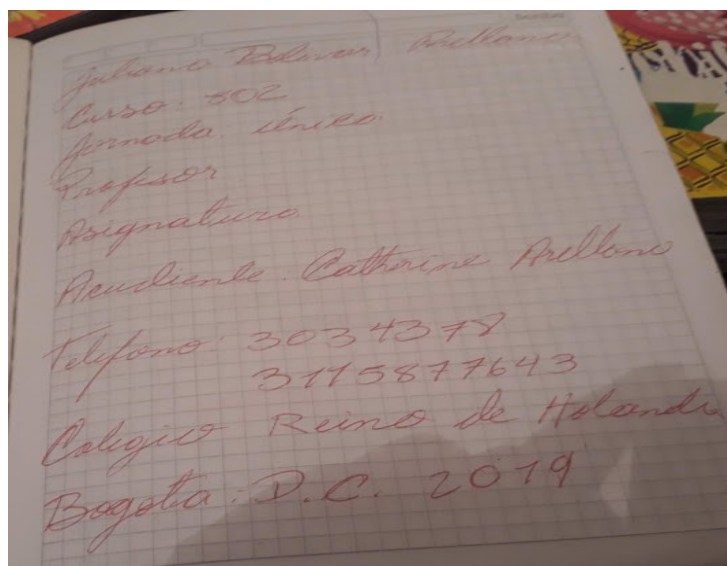 Juliana Bolivar Arellano
Curso: 302
Jornada: única
Profesor
Asignatura
Acudiente: Catherine Arellano
Telefono: 3034378
3115877643
Colegio Reino de Holanda
Bogota: D.C. 2019